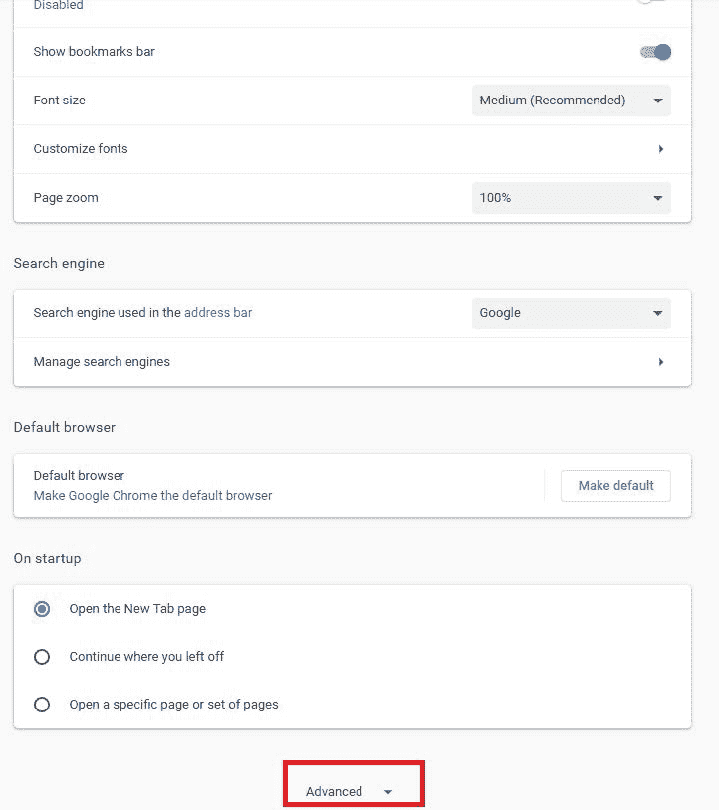 Disabled
Show bookmarks bar
Font size
Medium (Recommended)
Customize fonts
Page zoom
100%
Search engine
Search engine used in the address bar
Google
Manage search engines
Default browser
Default browser
Make Google Chrome the default browser
Make default
On startup
Open the New Tab page
Continue where you left off
Open a specific page or set of pages
Advanced